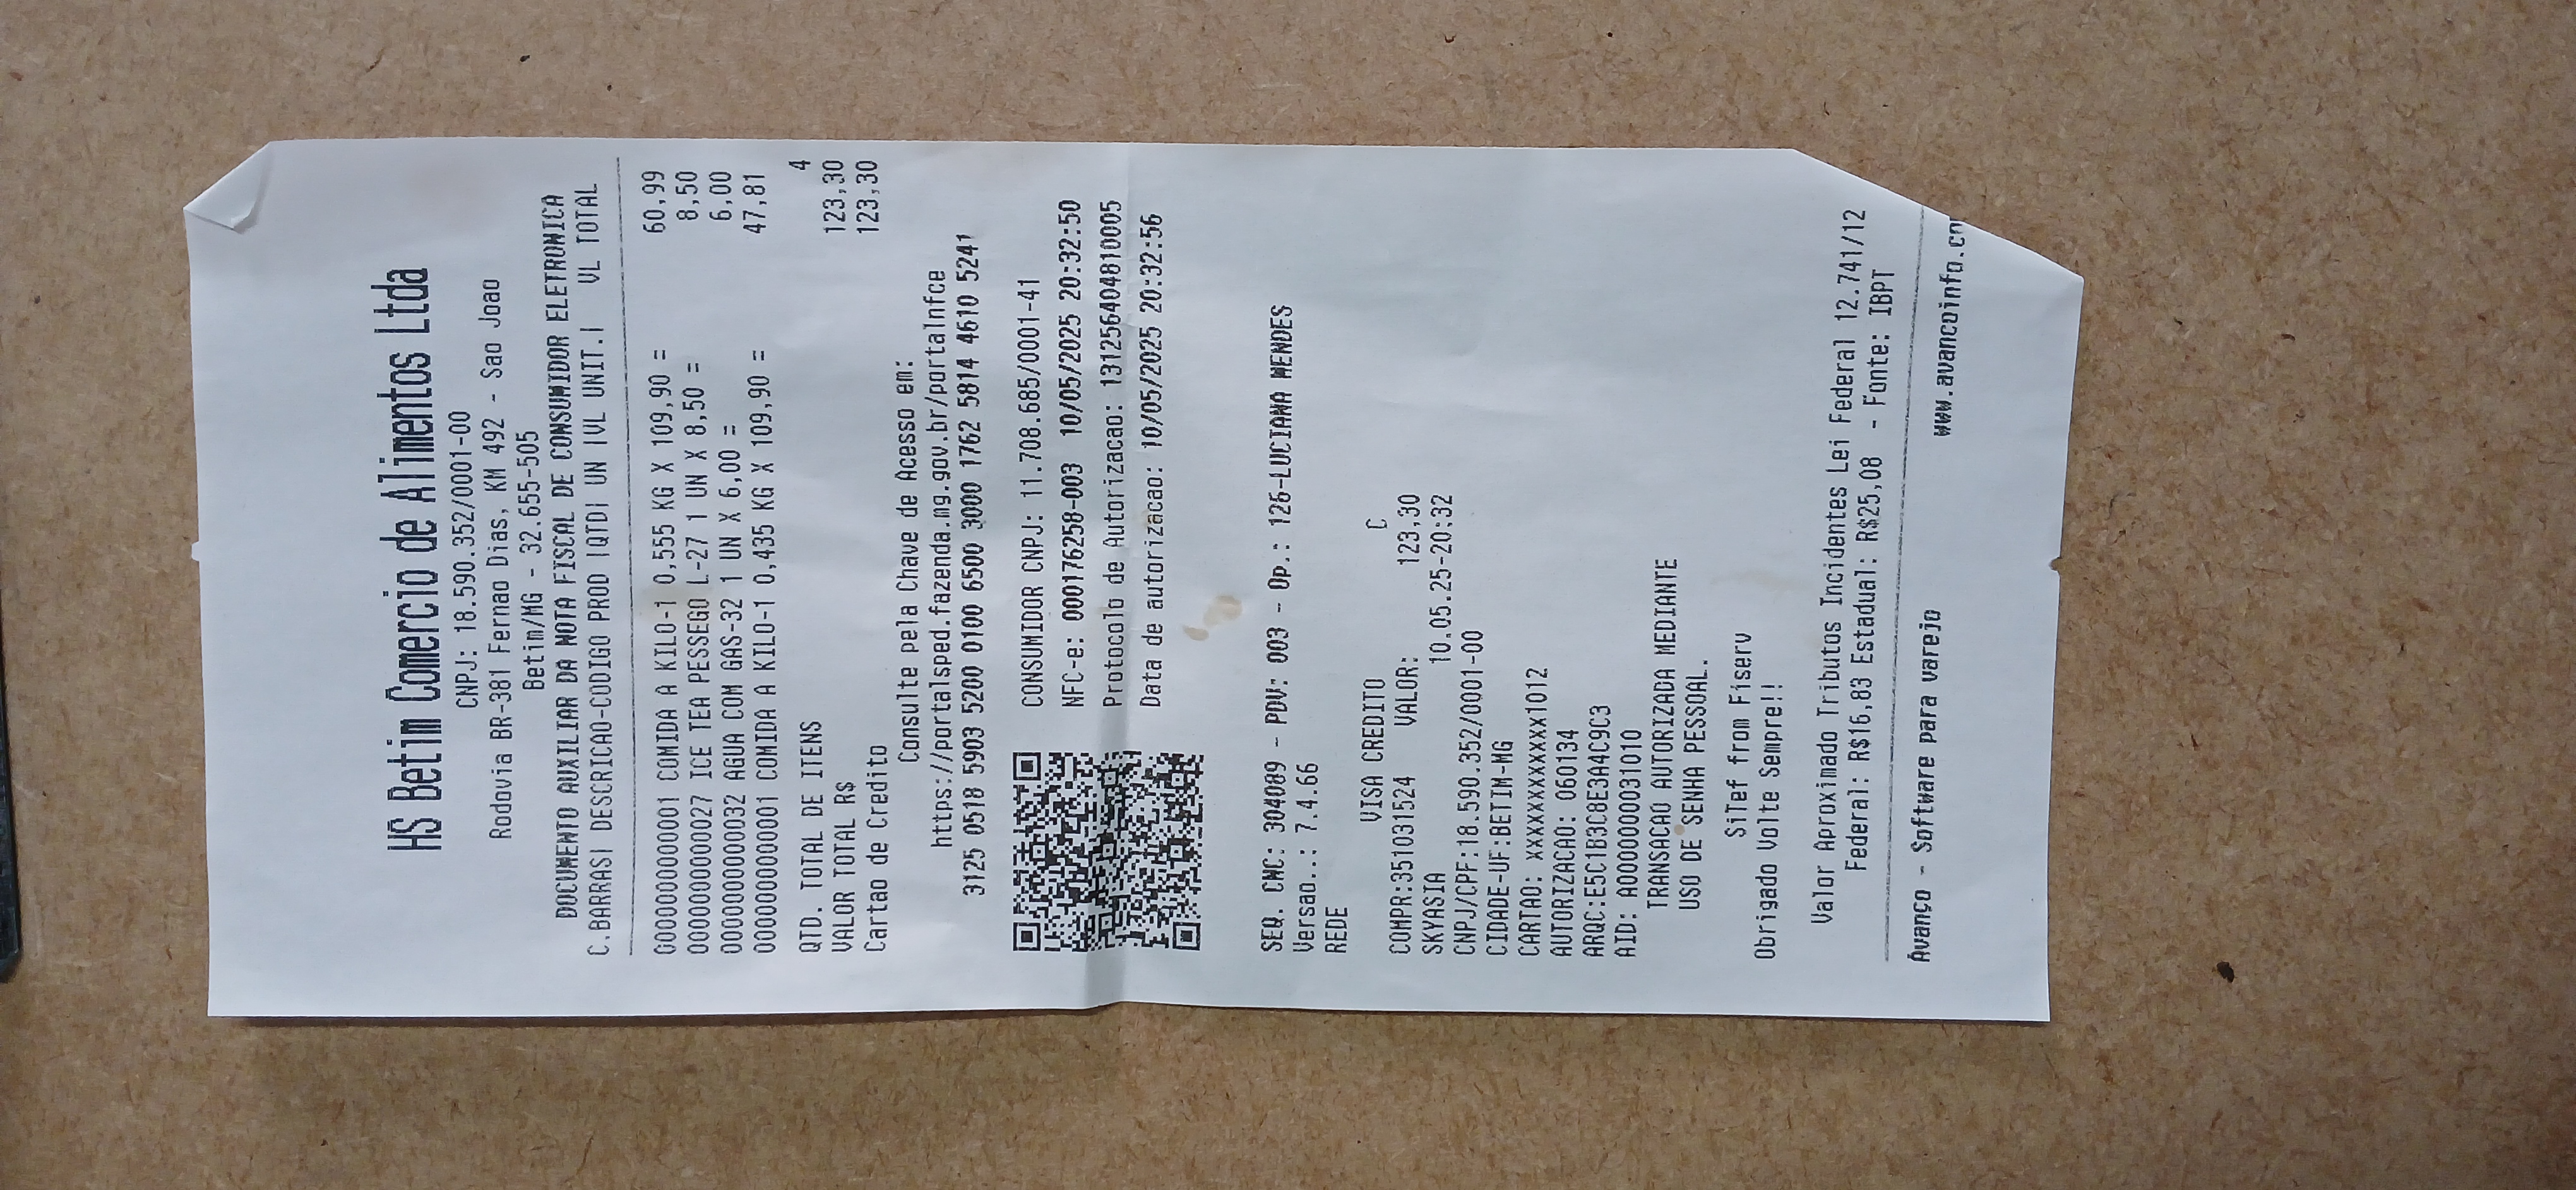 HS Betim Comercio de Alimentos Ltda
CNPJ: 18.590.352/0001-00
Rodovia BR-381 Fernao Dias, KM 492 - Sao Joao
Betim/MG - 32.655-505
DOCUMENTO AUXILIAR DA NOTA FISCAL DE CONSUMIDOR ELETRONICA
C.BARRAS| DESCRICAO-CODIGO PROD |QTD| UN |VL UNIT.| VL TOTAL
0000000000001 COMIDA A KILO-1 0,555 KG X 109,90 = 60,99
0000000000027 ICE TEA PESSEGO L-27 1 UN X 8,50 = 8,50
0000000000032 AGUA COM GAS-32 1 UN X 6,00 = 6,00
0000000000001 COMIDA A KILO-1 0,435 KG X 109,90 = 47,81
QTD. TOTAL DE ITENS 4
VALOR TOTAL R$ 123,30
Cartao de Credito 123,30
Consulte pela Chave de Acesso em:
https://portalsped.fazenda.mg.gov.br/portalnfce
3125 0518 5903 5200 0100 6500 3000 1762 5814 4610 5241
CONSUMIDOR CNPJ: 11.708.685/0001-41
NFC-e: 000176258-003 10/05/2025 20:32:50
Protocolo de Autorizacao: 131256404810005
Data de autorizacao: 10/05/2025 20:32:56
SEQ. CNC: 304089 - PDV: 003 - Op.: 126-LUCIANA MENDES
Versao..: 7.4.66
REDE
VISA CREDITO C
COMPR:351031524 VALOR: 123,30
SKYASIA 10.05.25-20:32
CNPJ/CPF:18.590.352/0001-00
CIDADE-UF:BETIM-MG
CARTAO: xxxxxxxxxxxx1012
AUTORIZACAO: 060134
ARQC:E5C1B3C8E3A4C9C3
AID: A0000000031010
TRANSACAO AUTORIZADA MEDIANTE
USO DE SENHA PESSOAL.
SiTef from Fiserv
Obrigado Volte Sempre!!
Valor Aproximado Tributos Incidentes Lei Federal 12.741/12
Federal: R$16,83 Estadual: R$25,08 - Fonte: IBPT
Avanço - Software para varejo www.avancoinfo.co